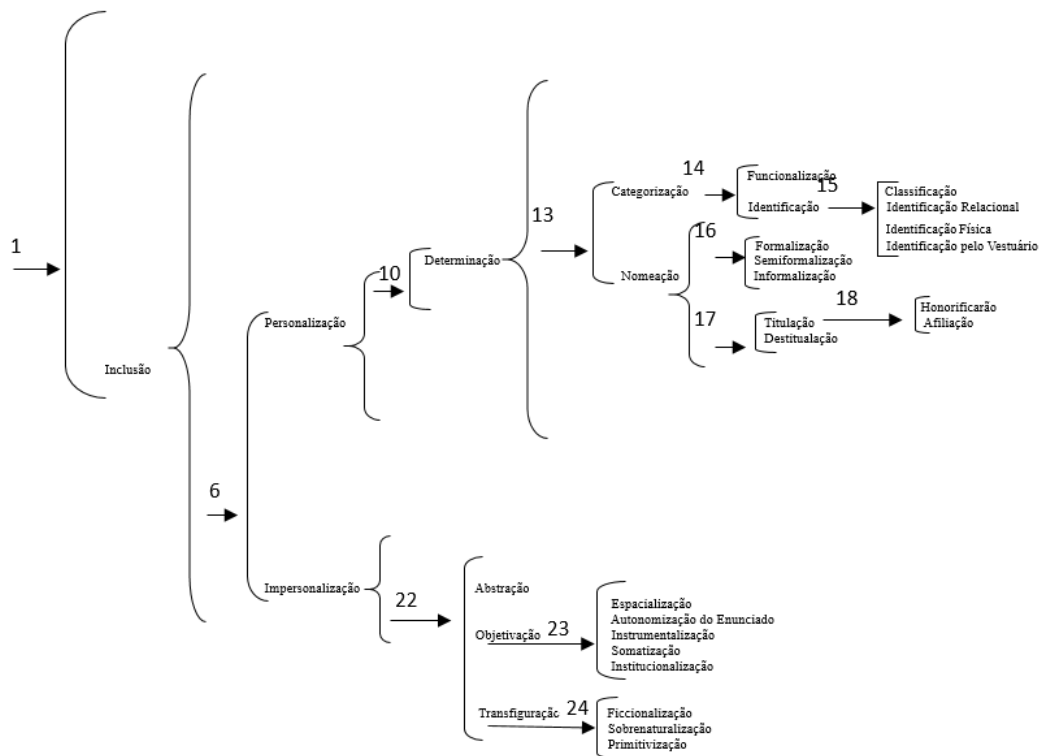 1
Inclusão
6
Personalização
10
Determinação
13
Categorização
14
Funcionalização
Identificação
15
Classificação
Identificação Relacional
Identificação Física
Identificação pelo Vestuário
Nomeação
16
Formalização
Semiformalização
Informalização
17
Titulação
Destitualação
18
Honorificarão
Afiliação
Impersonalização
22
Abstração
Objetivação
23
Espacialização
Autonomização do Enunciado
Instrumentalização
Somatização
Institucionalização
Transfiguração
24
Ficcionalização
Sobrenaturalização
Primitivização